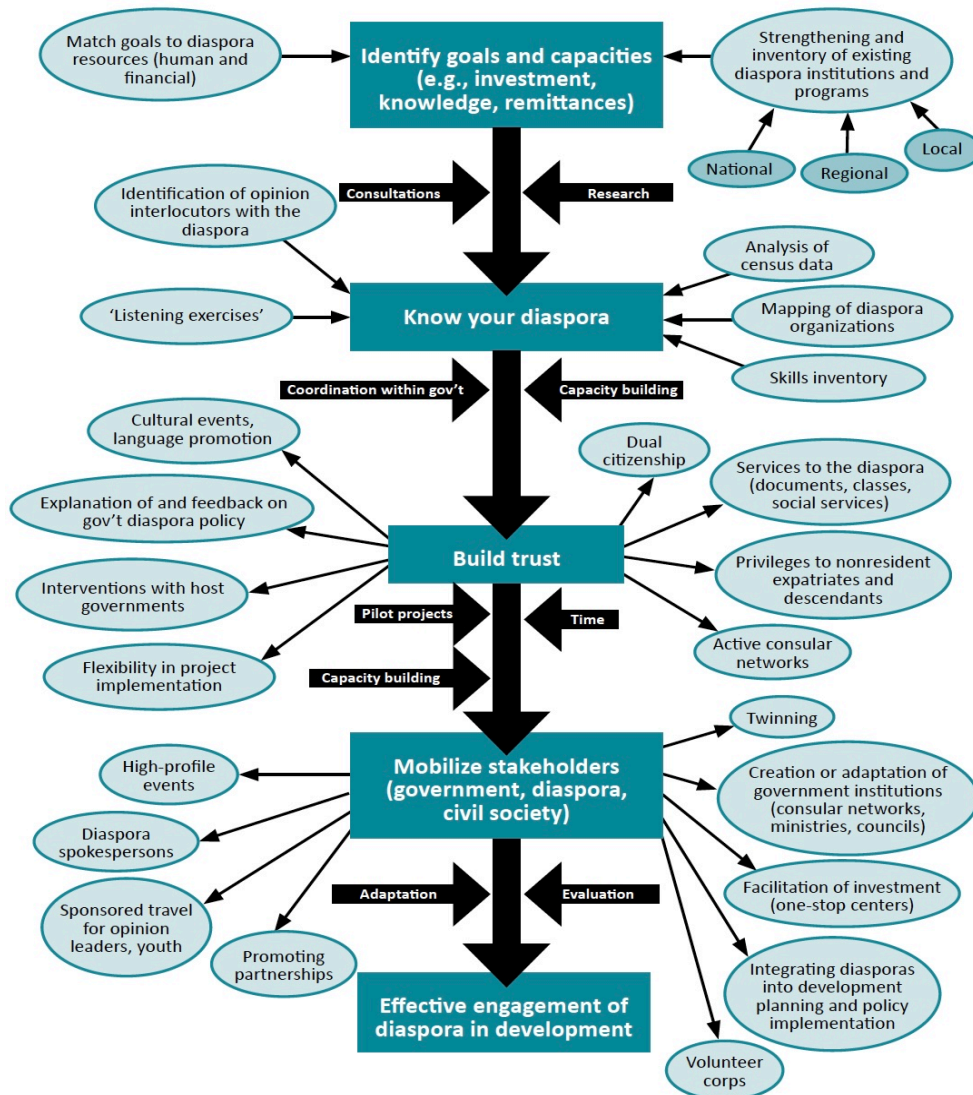 Match goals to diaspora
resources (human and
financial)
Identify goals and capacities
(e.g., investment,
knowledge, remittances)
Strengthening and
inventory of existing
diaspora institutions and
programs
National
Regional
Local
Consultations
Research
Identification of opinion
interlocutors with the
diaspora
‘Listening exercises’
Know your diaspora
Analysis of
census data
Mapping of diaspora
organizations
Skills inventory
Coordination within gov’t
Capacity building
Cultural events,
language promotion
Explanation of and feedback on
gov’t diaspora policy
Interventions with host
governments
Flexibility in project
implementation
Build trust
Dual
citizenship
Services to the diaspora
(documents, classes,
social services)
Privileges to nonresident
expatriates and
descendants
Active consular
networks
Pilot projects
Time
Capacity building
High-profile
events
Diaspora
spokespersons
Sponsored travel
for opinion
leaders, youth
Promoting
partnerships
Mobilize stakeholders
(government, diaspora,
civil society)
Twinning
Creation or adaptation of
government institutions
(consular networks,
ministries, councils)
Facilitation of investment
(one-stop centers)
Integrating diasporas
into development
planning and policy
implementation
Volunteer
corps
Adaptation
Evaluation
Effective engagement of
diaspora in development